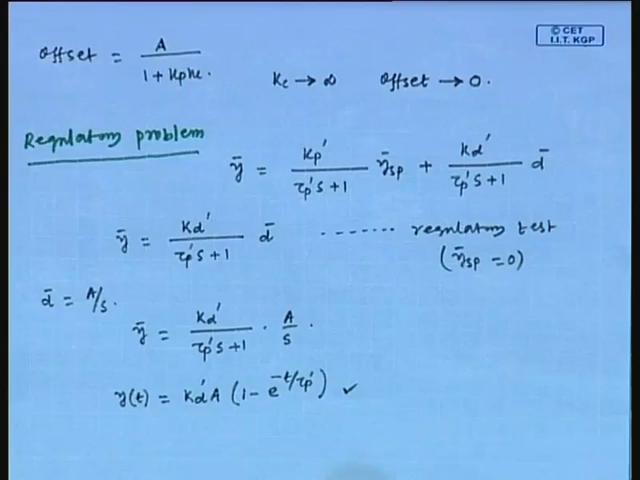 © CET
I.I.T. KGP
Offset = A / (1 + KpKc) .
Kc → ∞ Offset → 0.
Regulatory problem
ȳ = Kp' / (τp's + 1) ȳsp + Kd' / (τp's + 1) d̄
ȳ = Kd' / (τp's + 1) d̄ ....... regulatory test
(ȳsp = 0)
d̄ = A/s.
ȳ = Kd' / (τp's + 1) · A/s .
y(t) = Kd'A (1 - e^(-t/τp')) ✓